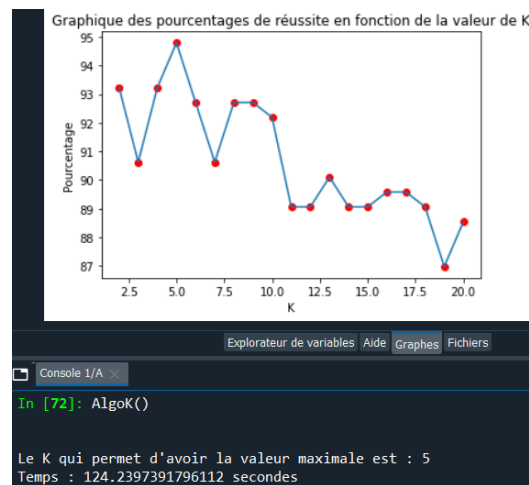 Graphique des pourcentages de réussite en fonction de la valeur de K
95
94
93
92
91
90
89
88
87
Pourcentage
2.5 5.0 7.5 10.0 12.5 15.0 17.5 20.0
K
Explorateur de variables Aide Graphes Fichiers
Console 1/A
In [72]: AlgoK()
Le K qui permet d'avoir la valeur maximale est : 5
Temps : 124.2397391796112 secondes